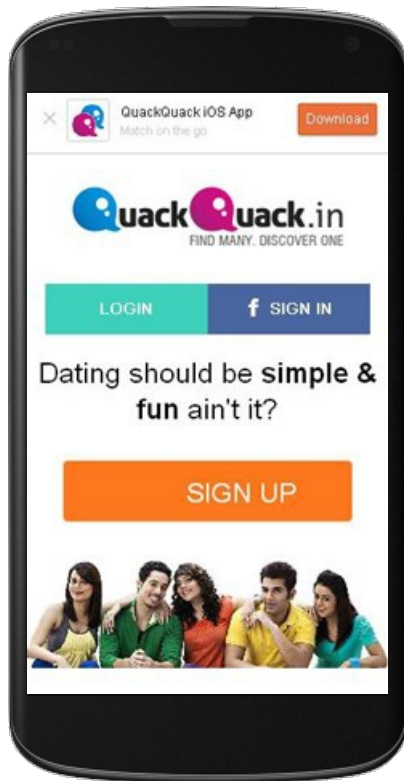 QuackQuack iOS App
Match on the go
Download
QuackQuack.in
FIND MANY. DISCOVER ONE
LOGIN
f SIGN IN
Dating should be simple &
fun ain't it?
SIGN UP